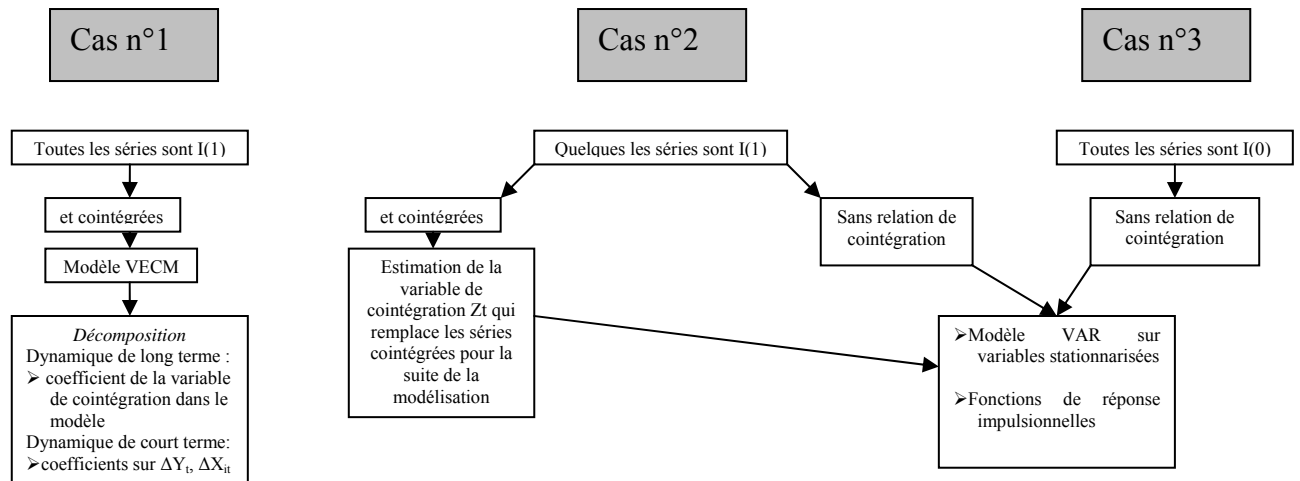 Cas n°1
Cas n°2
Cas n°3
Toutes les séries sont I(1)
Quelques les séries sont I(1)
Toutes les séries sont I(0)
et cointégrées
et cointégrées
Sans relation de
cointégration
Sans relation de
cointégration
Modèle VECM
Estimation de la
variable de
cointégration Zt qui
remplace les séries
cointégrées pour la
suite de la
modélisation
Décomposition
Dynamique de long terme :
➢ coefficient de la variable
de cointégration dans le
modèle
Dynamique de court terme:
➢coefficients sur ΔYt, ΔXit
➢Modèle VAR sur
variables stationnarisées
➢Fonctions de réponse
impulsionnelles